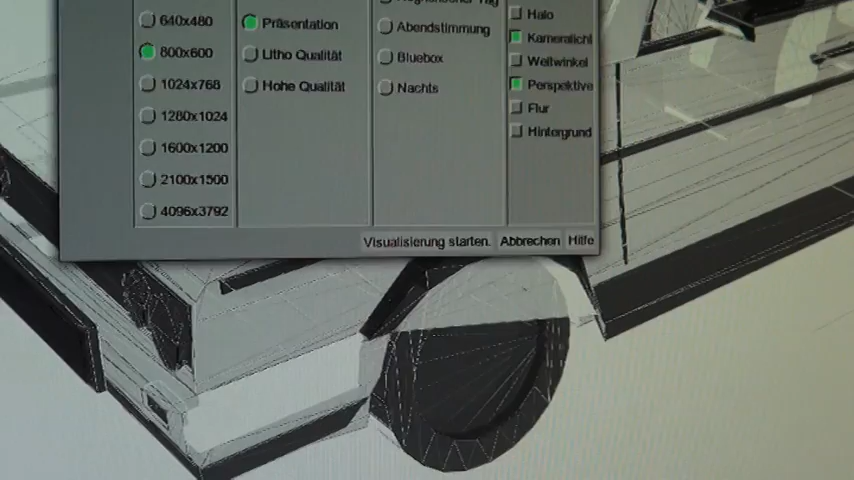 640x480
800x600
1024x768
1280x1024
1600x1200
2100x1500
4096x3792
Präsentation
Litho Qualität
Hohe Qualität
Tag
Abendstimmung
Bluebox
Nachts
Halo
Kameralicht
Weitwinkel
Perspektive
Flur
Hintergrund
Visualisierung starten. Abbrechen Hilfe